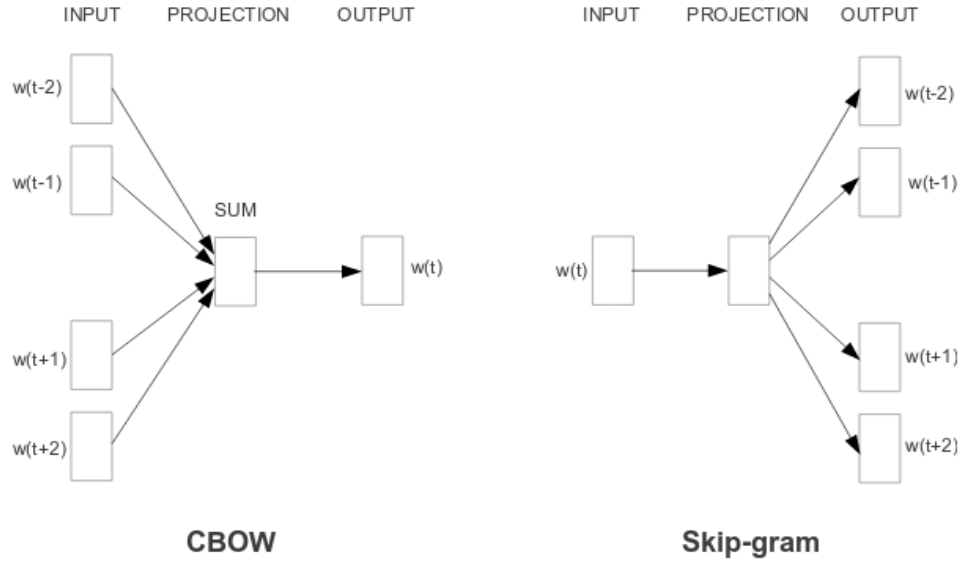 INPUT PROJECTION OUTPUT
w(t-2)
w(t-1)
SUM
w(t)
w(t+1)
w(t+2)
CBOW
INPUT PROJECTION OUTPUT
w(t-2)
w(t-1)
w(t)
w(t+1)
w(t+2)
Skip-gram